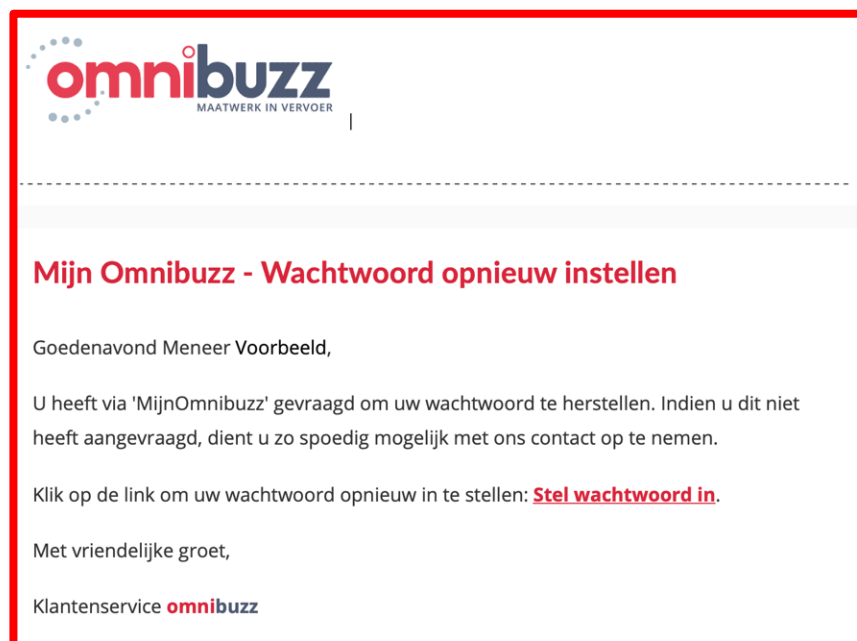 omnibuzz
MAATWERK IN VERVOER
Mijn Omnibuzz - Wachtwoord opnieuw instellen
Goedenavond Meneer Voorbeeld,
U heeft via 'MijnOmnibuzz' gevraagd om uw wachtwoord te herstellen. Indien u dit niet
heeft aangevraagd, dient u zo spoedig mogelijk met ons contact op te nemen.
Klik op de link om uw wachtwoord opnieuw in te stellen: Stel wachtwoord in.
Met vriendelijke groet,
Klantenservice omnibuzz